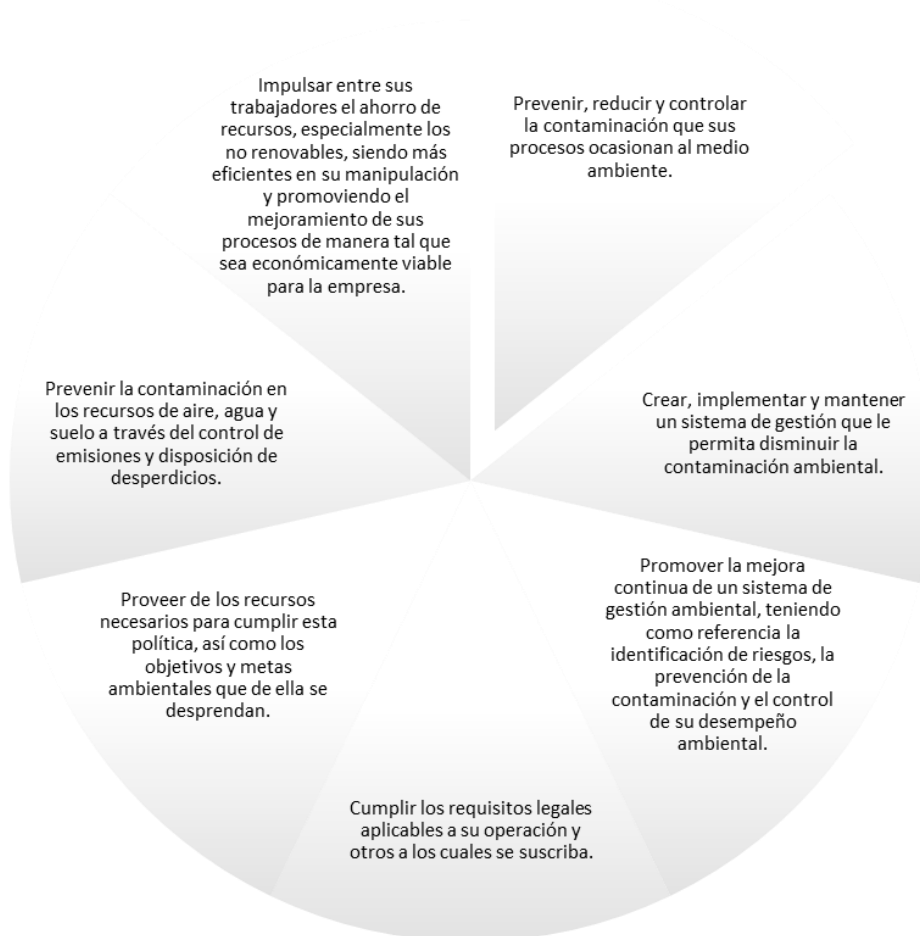 Impulsar entre sus
trabajadores el ahorro de
recursos, especialmente los
no renovables, siendo más
eficientes en su manipulación
y promoviendo el
mejoramiento de sus
procesos de manera tal que
sea económicamente viable
para la empresa.
Prevenir, reducir y controlar
la contaminación que sus
procesos ocasionan al medio
ambiente.
Prevenir la contaminación en
los recursos de aire, agua y
suelo a través del control de
emisiones y disposición de
desperdicios.
Crear, implementar y mantener
un sistema de gestión que le
permita disminuir la
contaminación ambiental.
Proveer de los recursos
necesarios para cumplir esta
política, así como los
objetivos y metas
ambientales que de ella se
desprendan.
Promover la mejora
continua de un sistema de
gestión ambiental, teniendo
como referencia la
identificación de riesgos, la
prevención de la
contaminación y el control
de su desempeño
ambiental.
Cumplir los requisitos legales
aplicables a su operación y
otros a los cuales se suscriba.